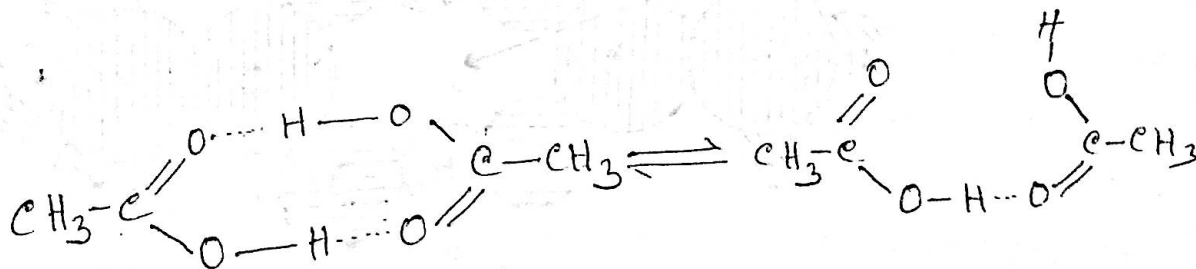 H
O O
O ···· H — O
C — CH₃ ⇌ CH₃ – C C — CH₃
CH₃ – C O – H ··· O
O — H ····· O